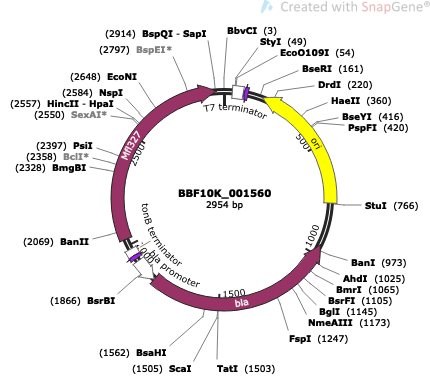 Created with SnapGene®
(2914) BspQI - SapI
(2797) BspEI*
(2648) EcoNI
(2584) NspI
(2557) HincII - HpaI
(2550) SexAI*
(2397) PsiI
(2358) BclI*
(2328) BmgBI
(2069) BanII
(1866) BsrBI
(1562) BsaHI
(1505) ScaI
TatI (1503)
BbvCI (3)
StyI (49)
EcoO109I (54)
BseRI (161)
DrdI (220)
HaeII (360)
BseYI (416)
PspFI (420)
StuI (766)
BanI (973)
AhdI (1025)
BmrI (1065)
BsrFI (1105)
BglI (1145)
NmeAIII (1173)
FspI (1247)
T7 terminator
ori
500
1000
1500
2500
bla
bla promoter
tonB terminator
BBF10K_001560
2954 bp